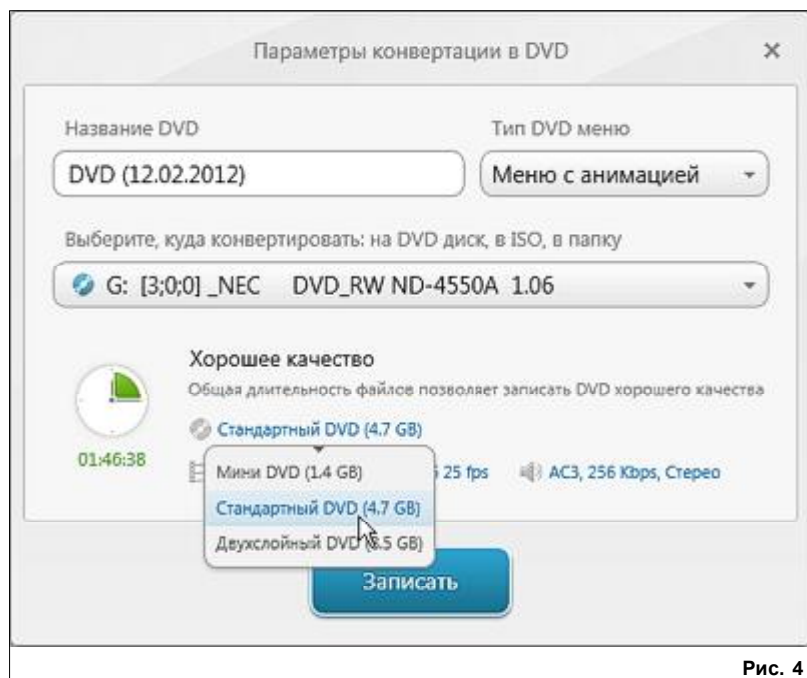 Параметры конвертации в DVD
Название DVD
Тип DVD меню
DVD (12.02.2012)
Меню с анимацией
Выберите, куда конвертировать: на DVD диск, в ISO, в папку
G: [3;0;0] _NEC DVD_RW ND-4550A 1.06
Хорошее качество
Общая длительность файлов позволяет записать DVD хорошего качества
Стандартный DVD (4.7 GB)
01:46:38
Мини DVD (1.4 GB)
25 fps
AC3, 256 Kbps, Стерео
Стандартный DVD (4.7 GB)
Двухслойный DVD (8.5 GB)
Записать
Рис. 4